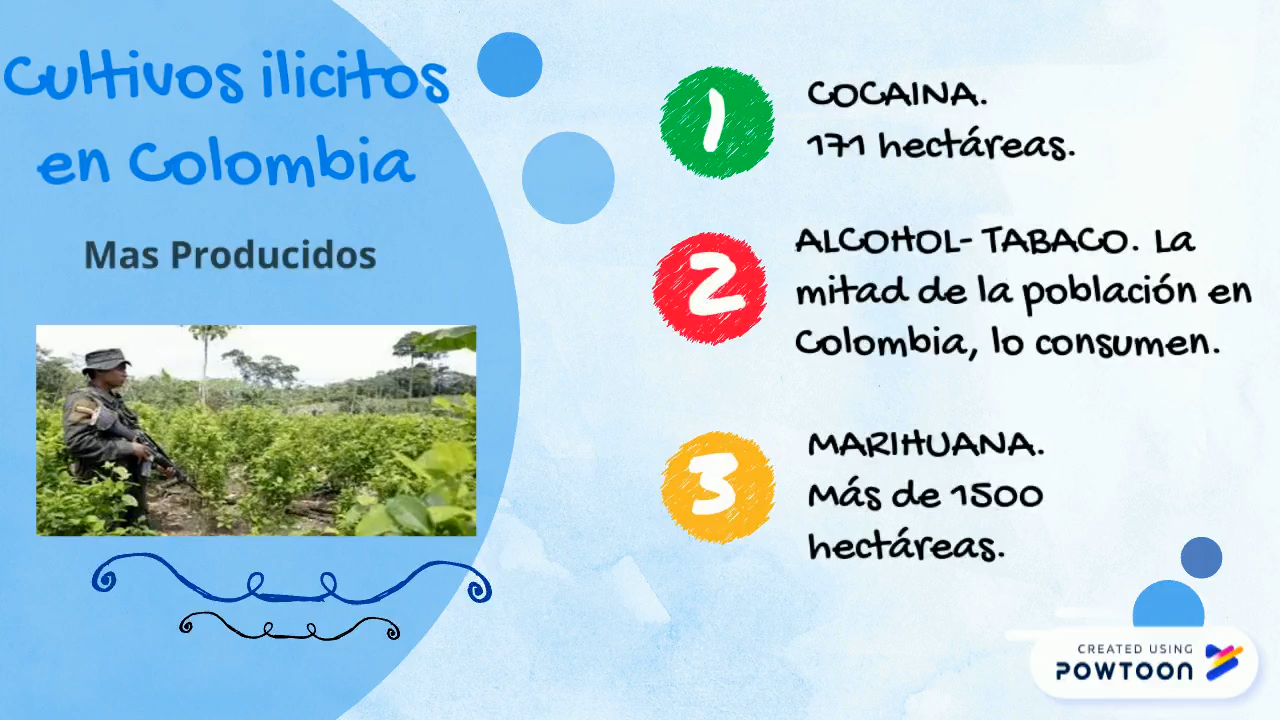 Cultivos ilicitos
en Colombia
Mas Producidos
1
COCAINA.
171 hectáreas.
2
ALCOHOL- TABACO. La
mitad de la población en
Colombia, lo consumen.
3
MARIHUANA.
Más de 1500
hectáreas.
CREATED USING
POWTOON